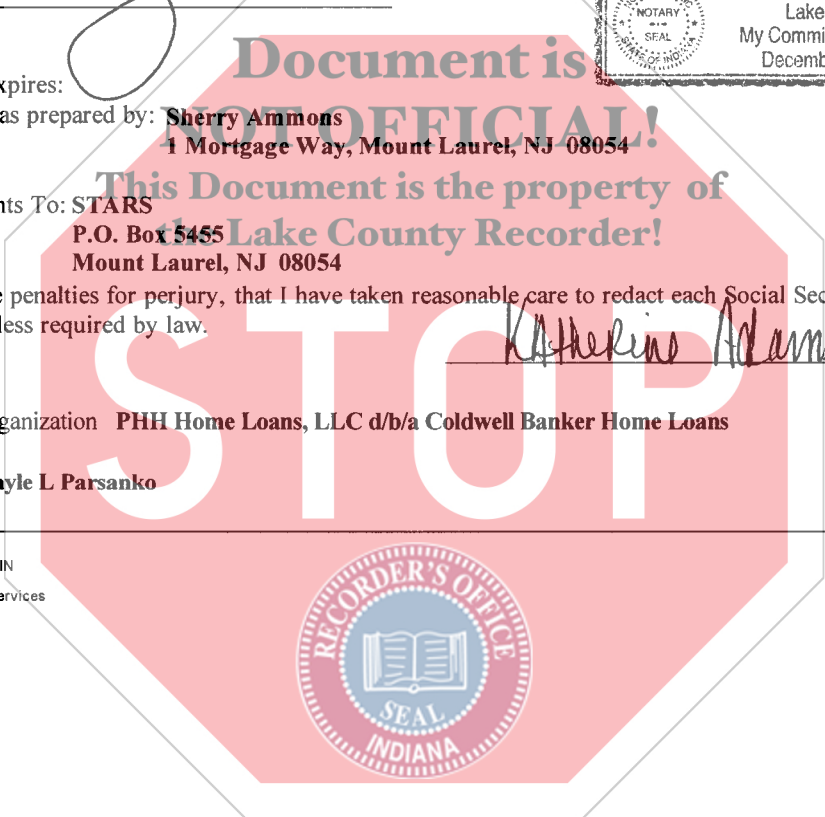 NOTARY
SEAL
STATE OF INDIANA
Lake
My Commi
Decemb
Document is
NOT OFFICIAL!
This Document is the property of
the Lake County Recorder!
xpires:
as prepared by: Sherry Ammons
1 Mortgage Way, Mount Laurel, NJ 08054
nts To: STARS
P.O. Box 5455
Mount Laurel, NJ 08054
e penalties for perjury, that I have taken reasonable care to redact each Social Sec
less required by law.
Katherine Adam
ganization PHH Home Loans, LLC d/b/a Coldwell Banker Home Loans
ayle L Parsanko
STOP
IN
ervices
RECORDER'S OFFICE
SEAL
INDIANA